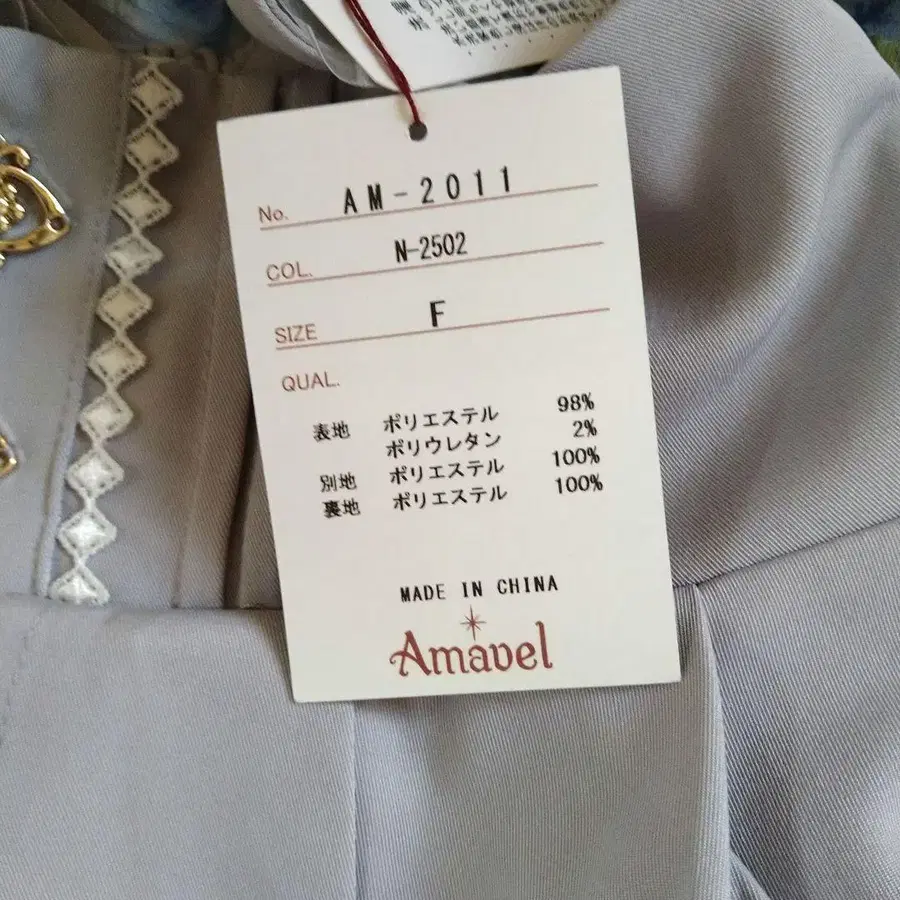 No. AM-2011
COL. N-2502
SIZE F
QUAL.
表地 ポリエステル 98%
ポリウレタン 2%
別地 ポリエステル 100%
裏地 ポリエステル 100%
MADE IN CHINA
Amavel